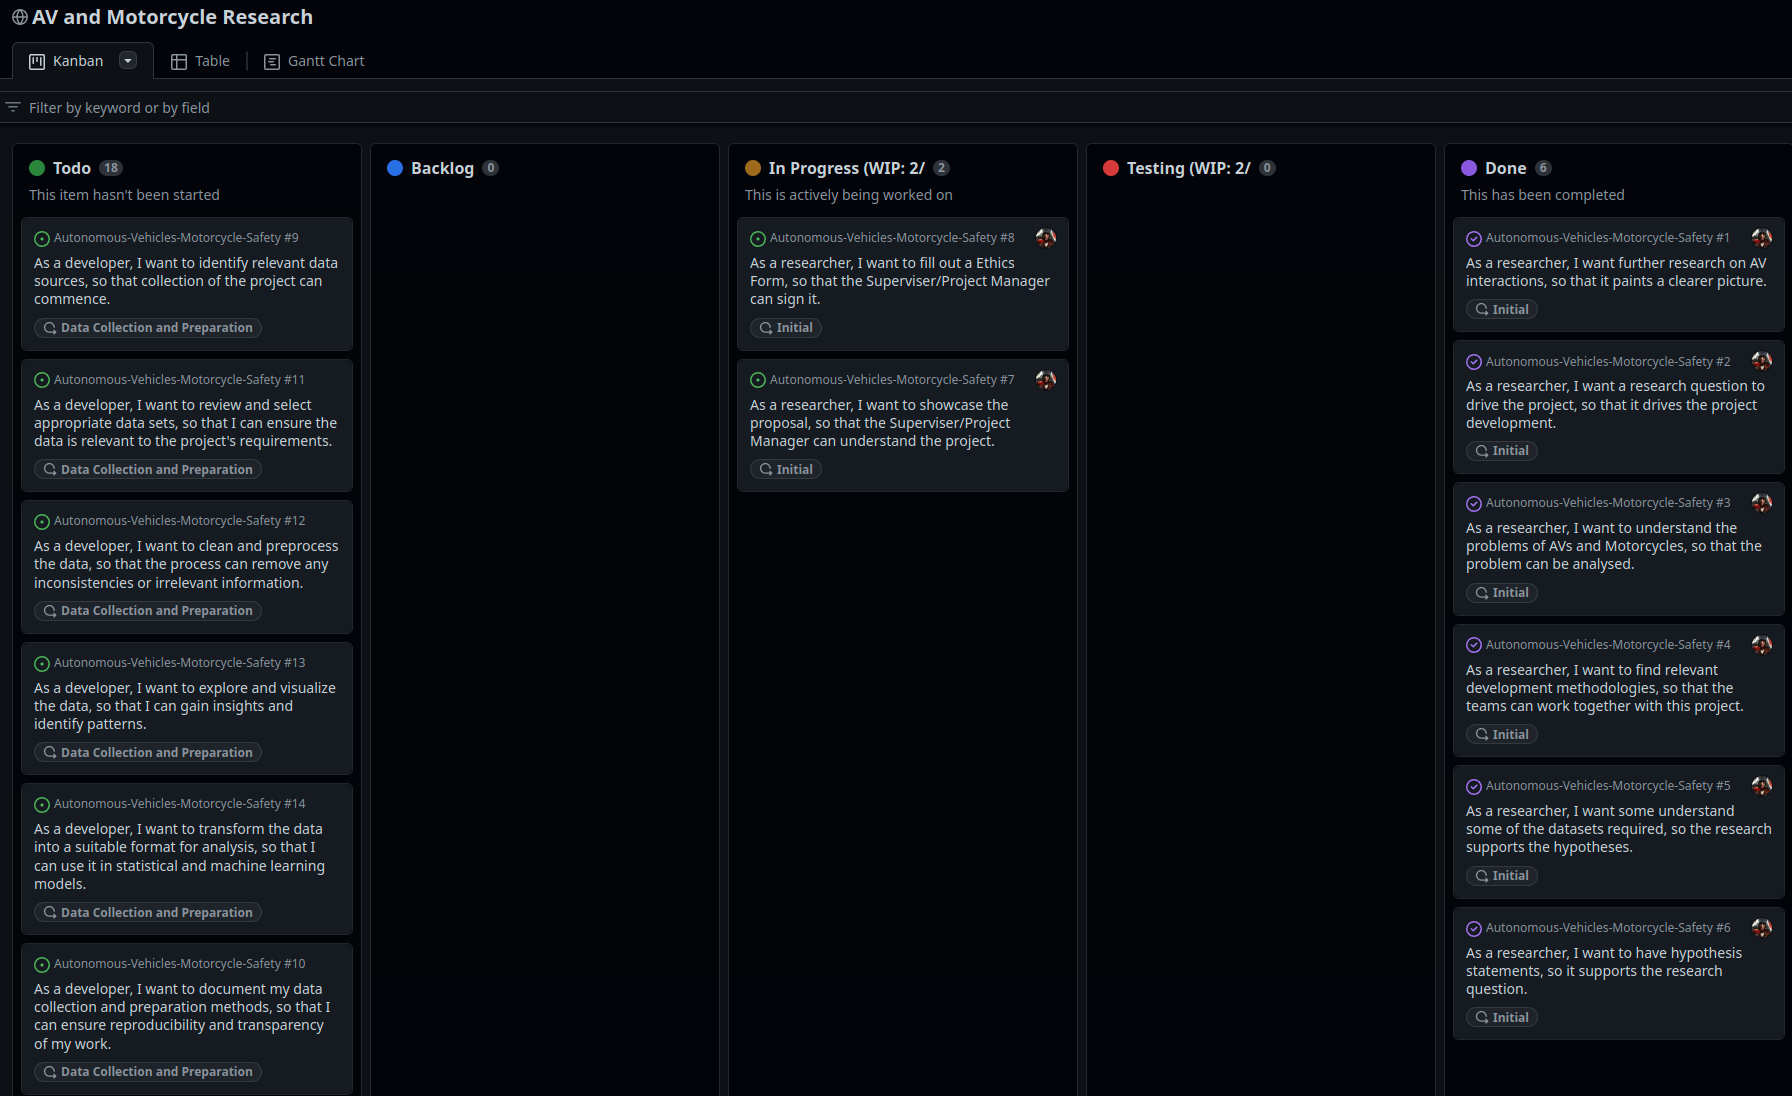 AV and Motorcycle Research
Kanban
Table
Gantt Chart
Filter by keyword or by field
Todo 18
This item hasn't been started
Autonomous-Vehicles-Motorcycle-Safety #9
As a developer, I want to identify relevant data
sources, so that collection of the project can
commence.
Data Collection and Preparation
Autonomous-Vehicles-Motorcycle-Safety #11
As a developer, I want to review and select
appropriate data sets, so that I can ensure the
data is relevant to the project's requirements.
Data Collection and Preparation
Autonomous-Vehicles-Motorcycle-Safety #12
As a developer, I want to clean and preprocess
the data, so that the process can remove any
inconsistencies or irrelevant information.
Data Collection and Preparation
Autonomous-Vehicles-Motorcycle-Safety #13
As a developer, I want to explore and visualize
the data, so that I can gain insights and
identify patterns.
Data Collection and Preparation
Autonomous-Vehicles-Motorcycle-Safety #14
As a developer, I want to transform the data
into a suitable format for analysis, so that I
can use it in statistical and machine learning
models.
Data Collection and Preparation
Autonomous-Vehicles-Motorcycle-Safety #10
As a developer, I want to document my data
collection and preparation methods, so that I
can ensure reproducibility and transparency
of my work.
Data Collection and Preparation
Backlog 0
In Progress (WIP: 2/ 2
This is actively being worked on
Autonomous-Vehicles-Motorcycle-Safety #8
As a researcher, I want to fill out a Ethics
Form, so that the Superviser/Project Manager
can sign it.
Initial
Autonomous-Vehicles-Motorcycle-Safety #7
As a researcher, I want to showcase the
proposal, so that the Superviser/Project
Manager can understand the project.
Initial
Testing (WIP: 2/ 0
Done 6
This has been completed
Autonomous-Vehicles-Motorcycle-Safety #1
As a researcher, I want further research on AV
interactions, so that it paints a clearer picture.
Initial
Autonomous-Vehicles-Motorcycle-Safety #2
As a researcher, I want a research question to
drive the project, so that it drives the project
development.
Initial
Autonomous-Vehicles-Motorcycle-Safety #3
As a researcher, I want to understand the
problems of AVs and Motorcycles, so that the
problem can be analysed.
Initial
Autonomous-Vehicles-Motorcycle-Safety #4
As a researcher, I want to find relevant
development methodologies, so that the
teams can work together with this project.
Initial
Autonomous-Vehicles-Motorcycle-Safety #5
As a researcher, I want some understand
some of the datasets required, so the research
supports the hypotheses.
Initial
Autonomous-Vehicles-Motorcycle-Safety #6
As a researcher, I want to have hypothesis
statements, so it supports the research
question.
Initial